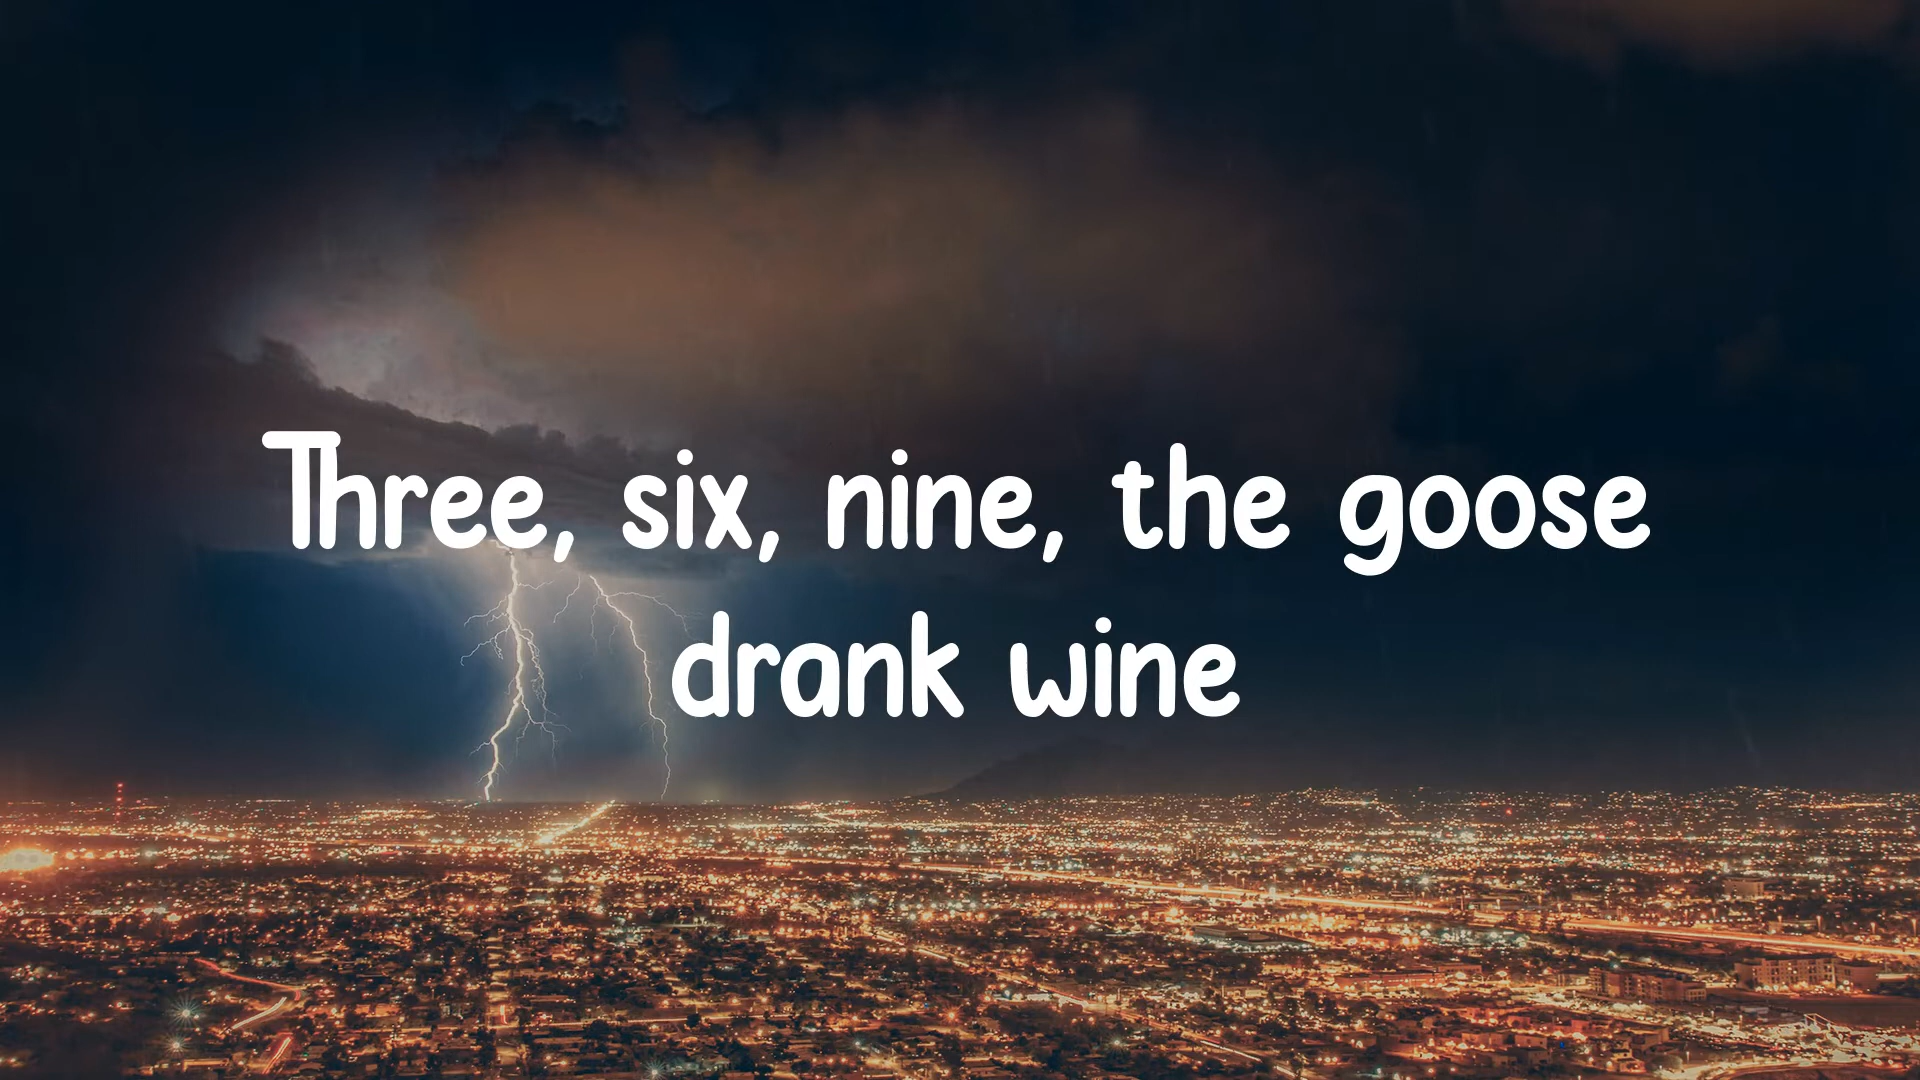 Three, six, nine, the goose
drank wine